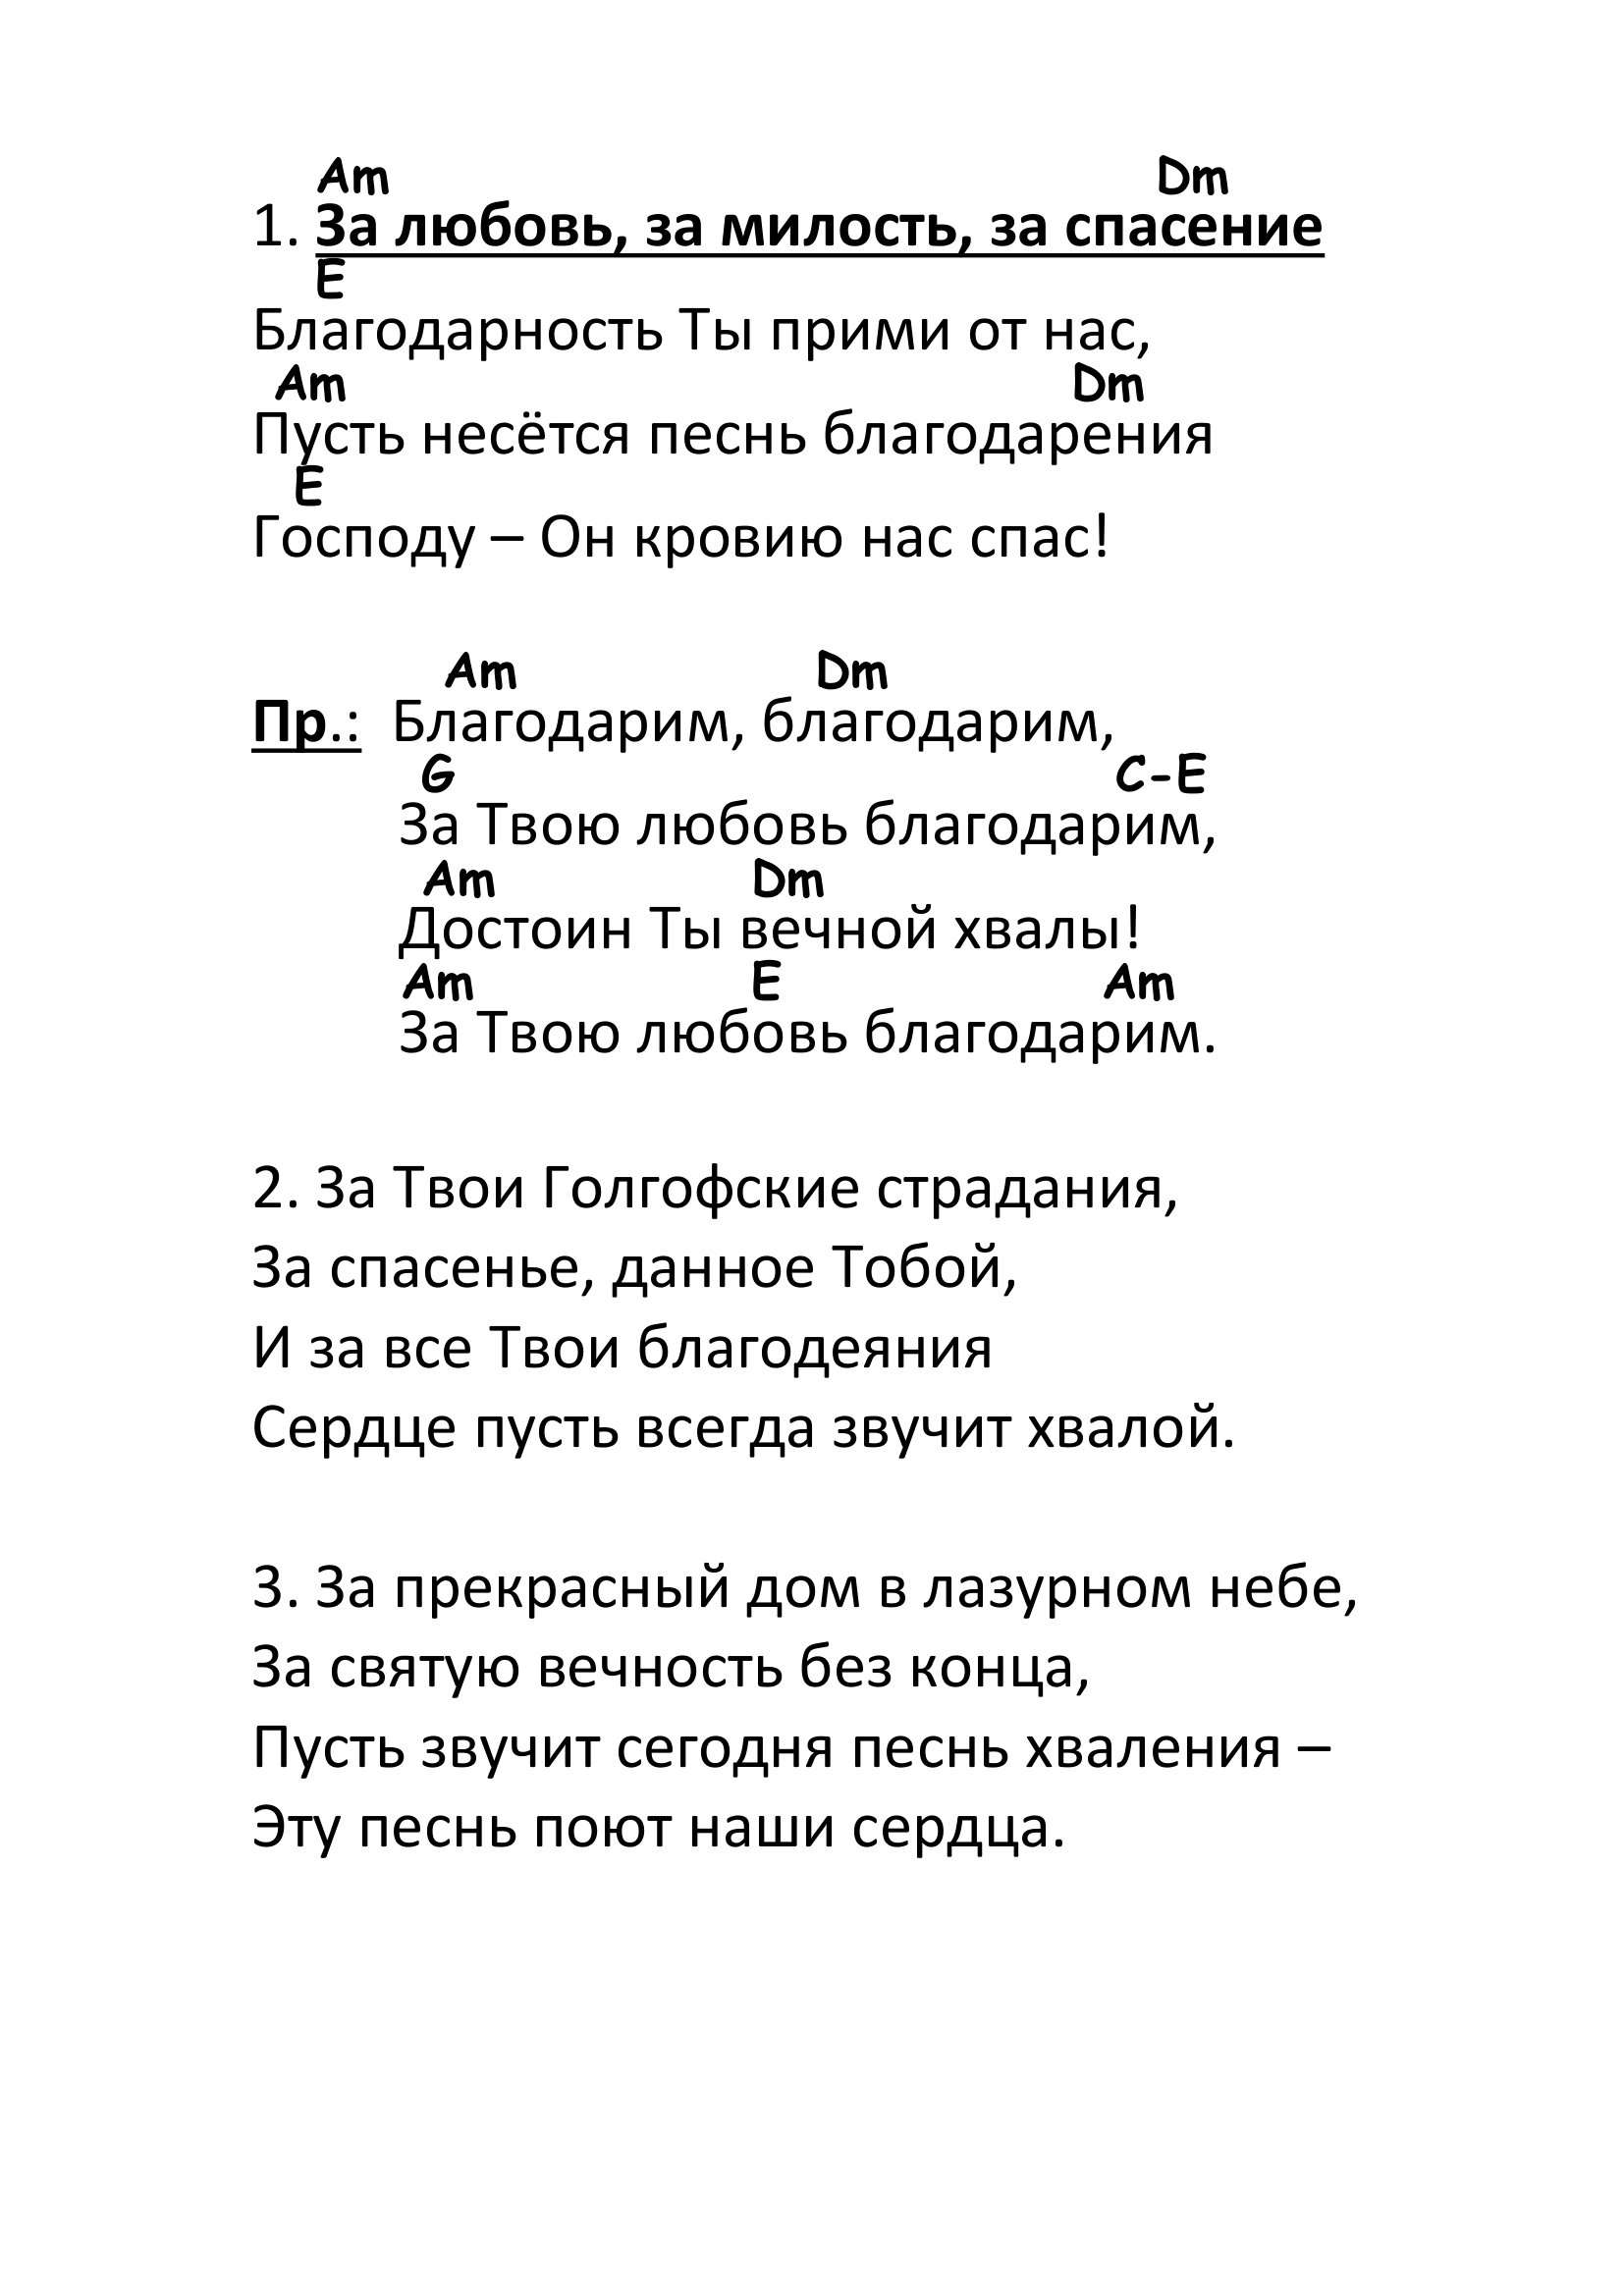 Am Dm
1. За любовь, за милость, за спасение
E
Благодарность Ты прими от нас,
Am Dm
Пусть несётся песнь благодарения
E
Господу – Он кровию нас спас!
Am Dm
Пр.: Благодарим, благодарим,
G C-E
За Твою любовь благодарим,
Am Dm
Достоин Ты вечной хвалы!
Am E Am
За Твою любовь благодарим.
2. За Твои Голгофские страдания,
За спасенье, данное Тобой,
И за все Твои благодеяния
Сердце пусть всегда звучит хвалой.
3. За прекрасный дом в лазурном небе,
За святую вечность без конца,
Пусть звучит сегодня песнь хваления –
Эту песнь поют наши сердца.